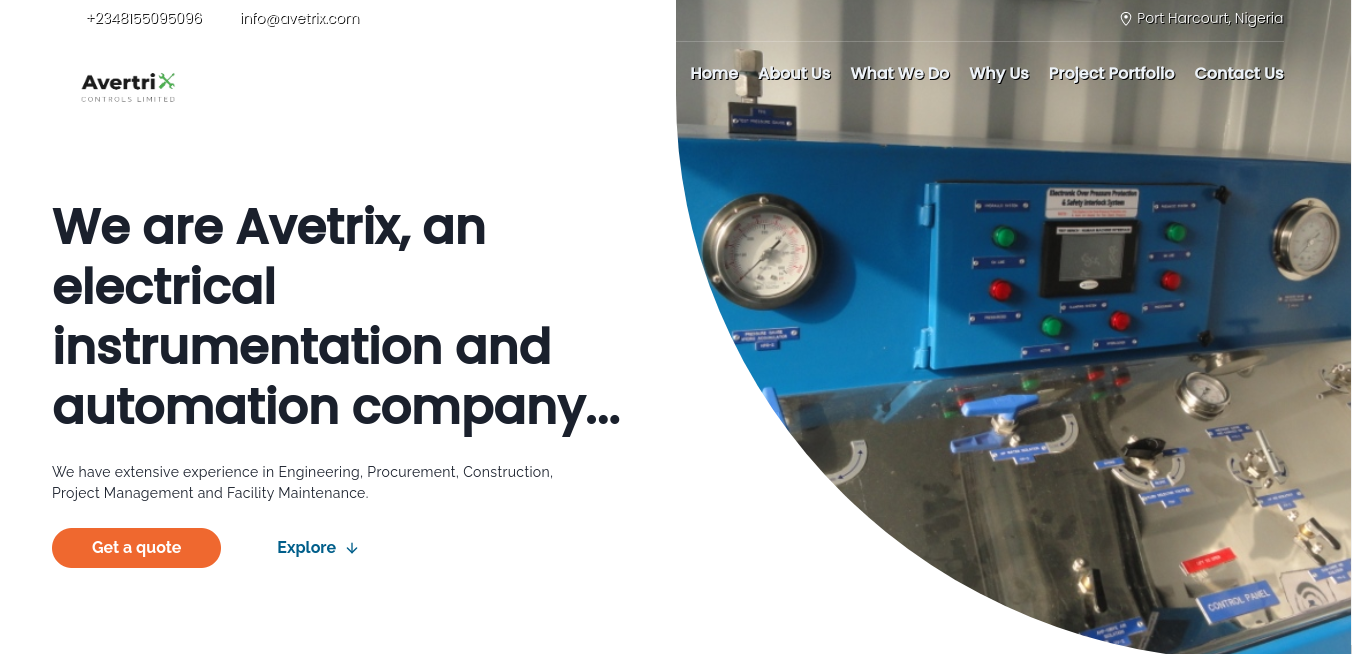 +2348155095096 info@avetrix.com Port Harcourt, Nigeria
Avertri
CONTROLS LIMITED
Home About Us What We Do Why Us Project Portfolio Contact Us
We are Avetrix, an
electrical
instrumentation and
automation company...
We have extensive experience in Engineering, Procurement, Construction,
Project Management and Facility Maintenance.
Get a quote Explore
Electronic Over Pressure Protection
& Safety Interlock System
CONTROL PANEL